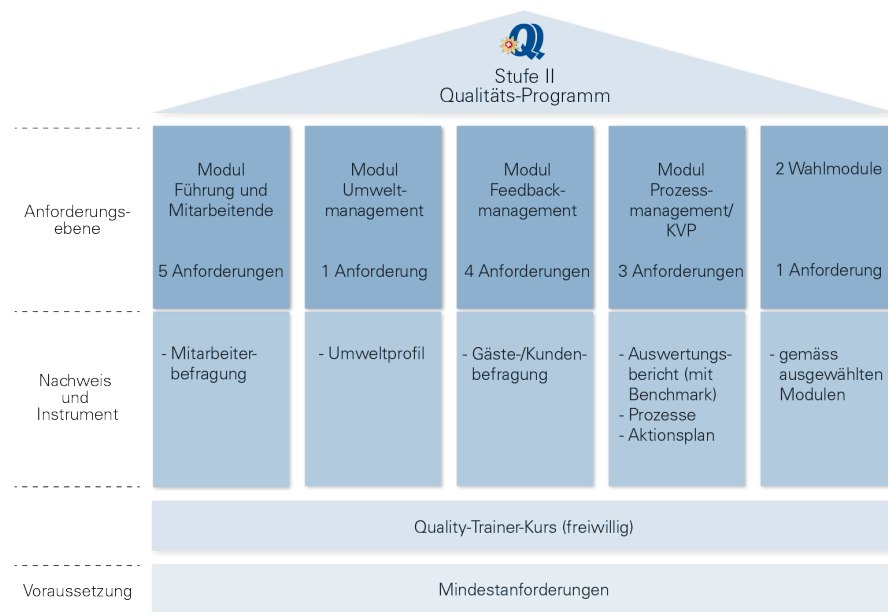 Q
Stufe II
Qualitäts-Programm
Anforderungs-
ebene
Modul
Führung und
Mitarbeitende
5 Anforderungen
Modul
Umwelt-
management
1 Anforderung
Modul
Feedback-
management
4 Anforderungen
Modul
Prozess-
management/
KVP
3 Anforderungen
2 Wahlmodule
1 Anforderung
Nachweis
und
Instrument
- Mitarbeiter-
befragung
- Umweltprofil
- Gäste-/Kunden-
befragung
- Auswertungs-
bericht (mit
Benchmark)
- Prozesse
- Aktionsplan
- gemäss
ausgewählten
Modulen
Quality-Trainer-Kurs (freiwillig)
Voraussetzung
Mindestanforderungen